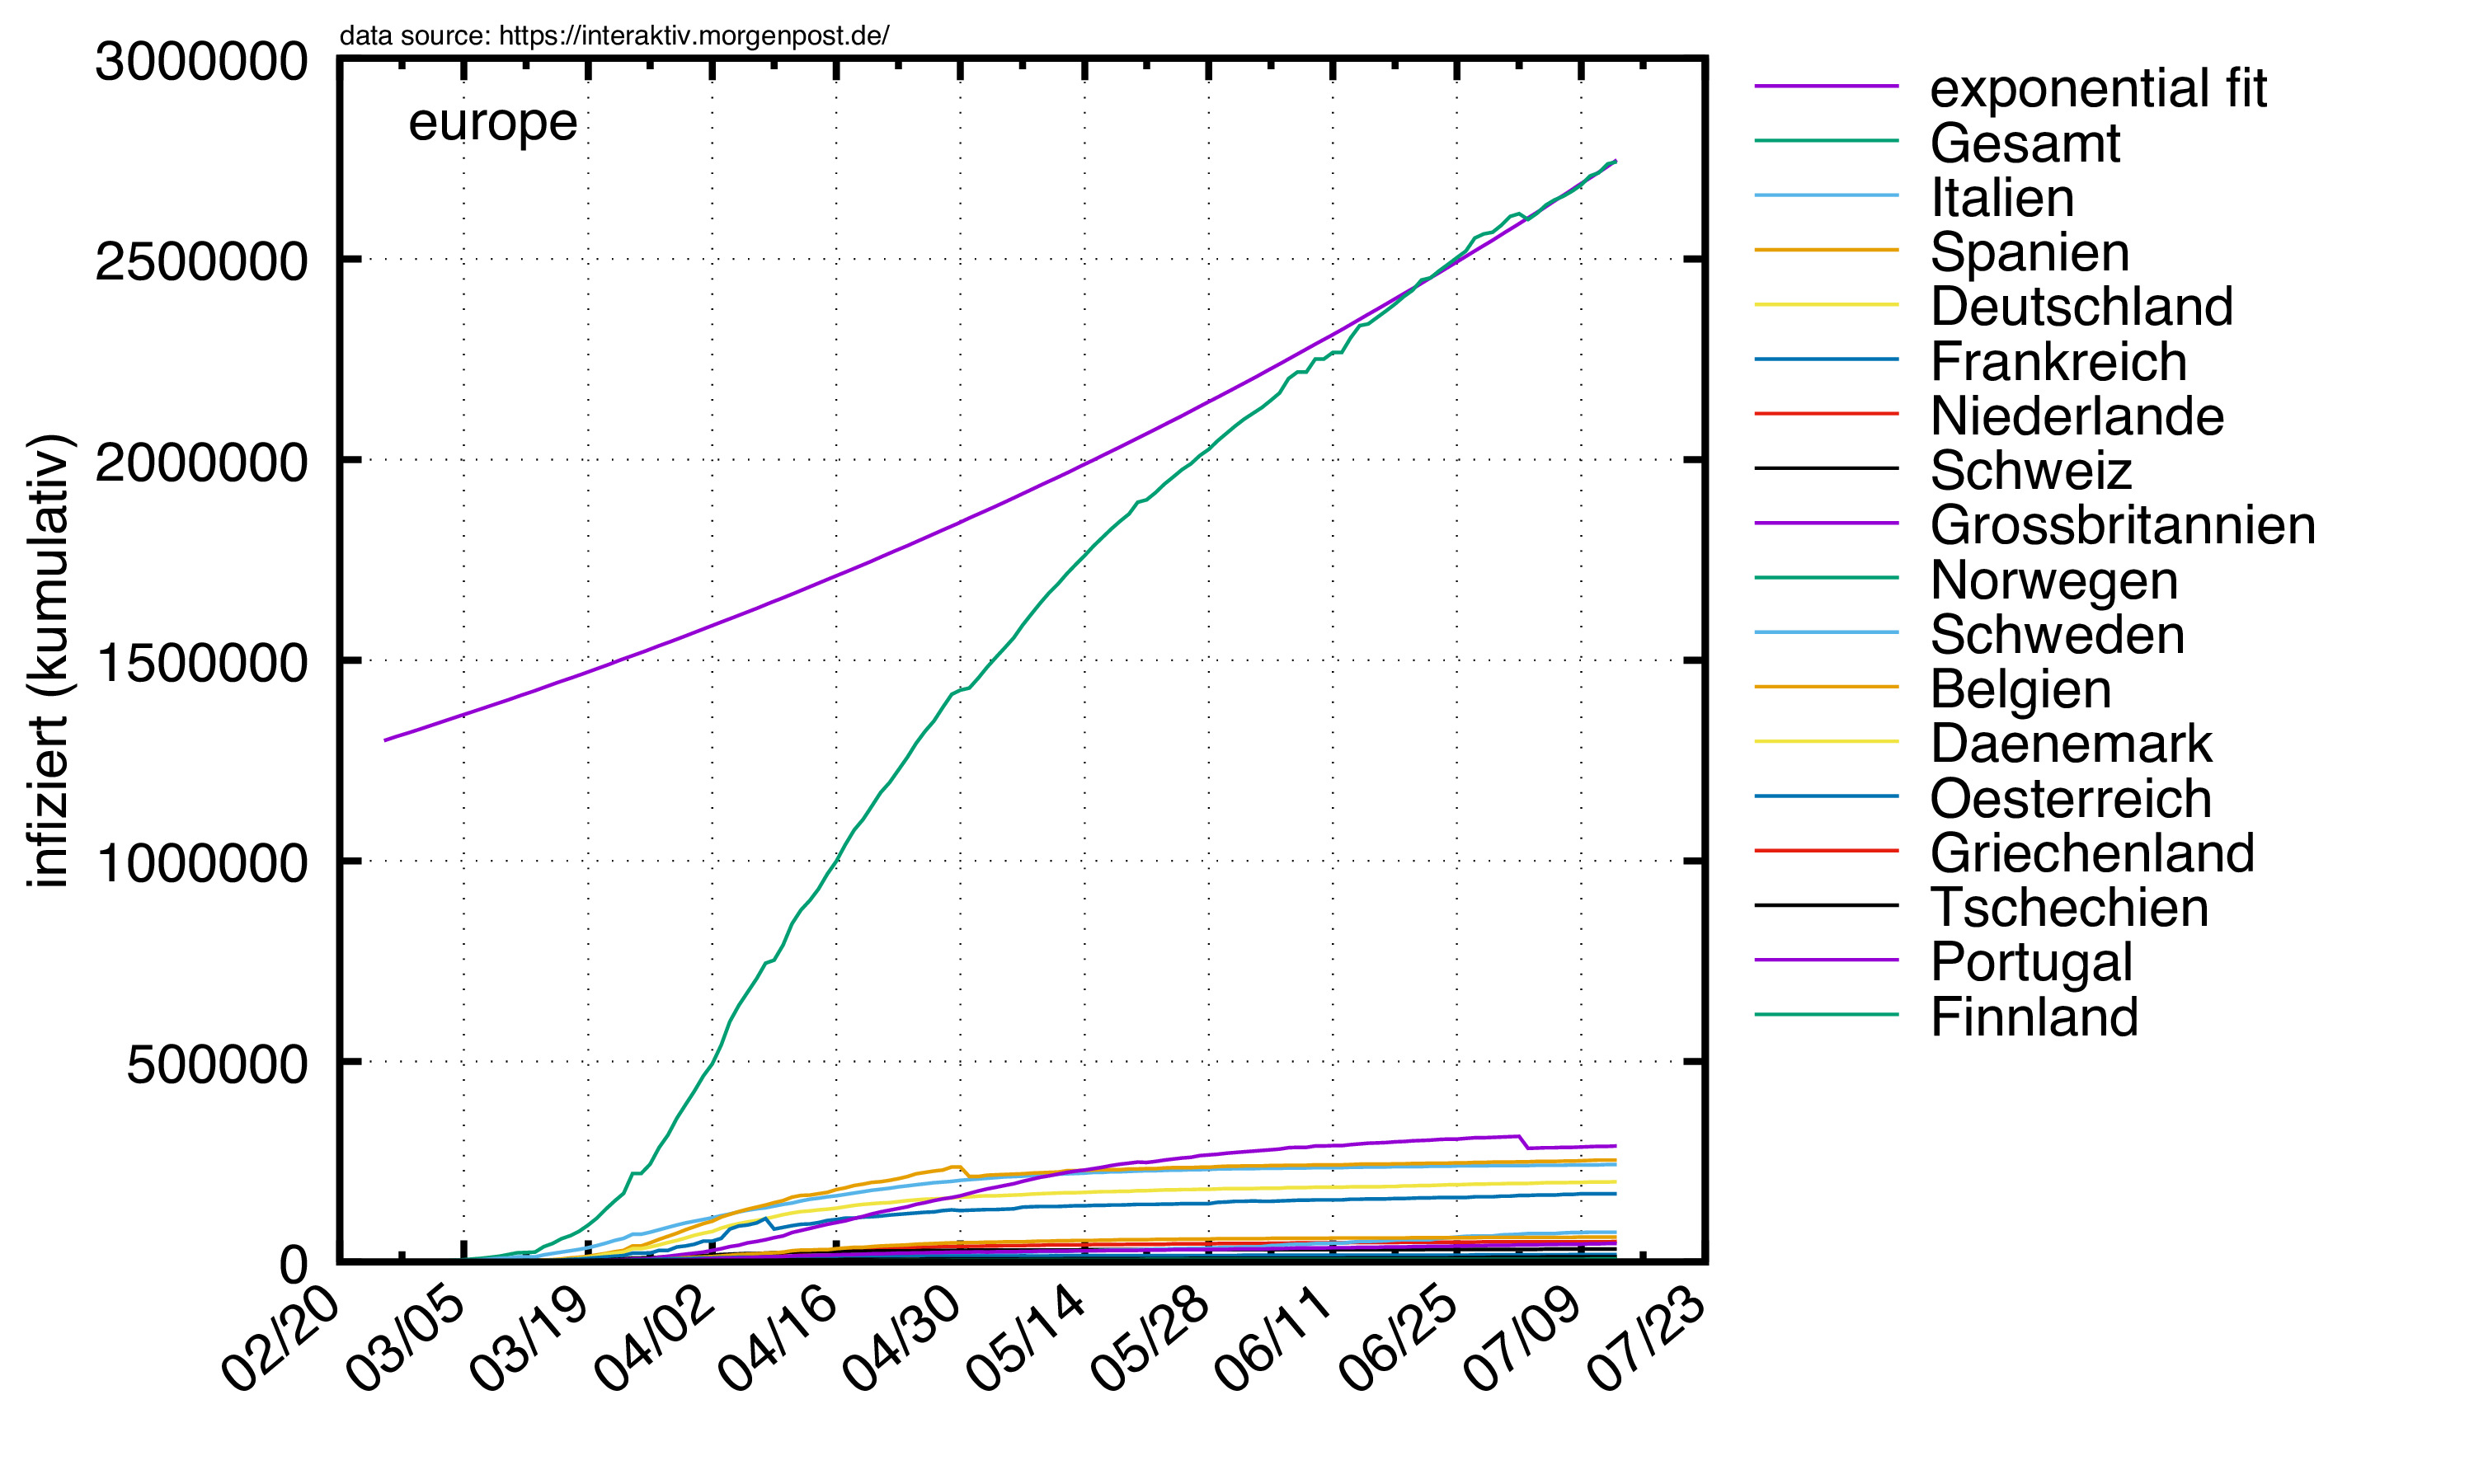 data source: https://interaktiv.morgenpost.de/
europe
infiziert (kumulativ)
3000000
2500000
2000000
1500000
1000000
500000
0
02/20
03/05
03/19
04/02
04/16
04/30
05/14
05/28
06/11
06/25
07/09
07/23
exponential fit
Gesamt
Italien
Spanien
Deutschland
Frankreich
Niederlande
Schweiz
Grossbritannien
Norwegen
Schweden
Belgien
Daenemark
Oesterreich
Griechenland
Tschechien
Portugal
Finnland